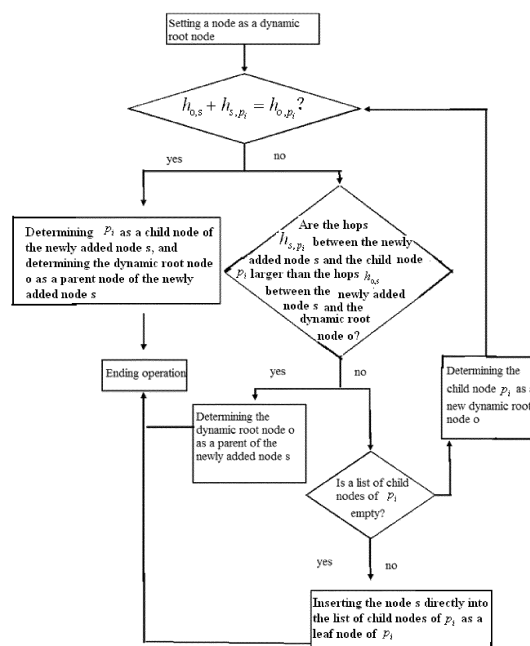 Setting a node as a dynamic
root node
h_{o,s} + h_{s,p_i} = h_{o,p_i} ?
yes
no
Determining p_i as a child node of
the newly added node s, and
determining the dynamic root node
o as a parent node of the newly
added node s
Are the hops
h_{s,p_i} between the newly
added node s and the child node
p_i larger than the hops h_{o,s}
between the newly added
node s and the
dynamic root
node o?
Ending operation
yes
no
Determining the
dynamic root node o
as a parent of the
newly added node s
Determining the
child node p_i as a
new dynamic root
node o
Is a list of child
nodes of p_i
empty?
yes
no
Inserting the node s directly into
the list of child nodes of p_i as a
leaf node of p_i